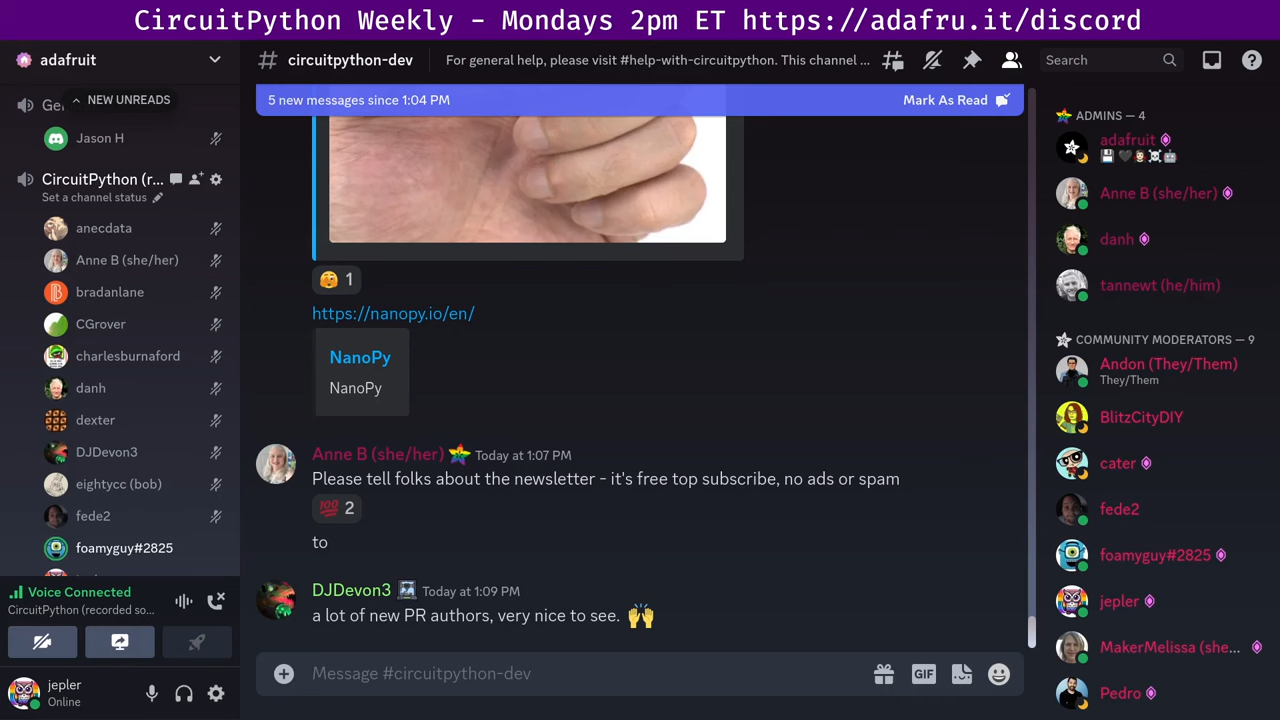 CircuitPython Weekly - Mondays 2pm ET https://adafru.it/discord
adafruit
circuitpython-dev
For general help, please visit #help-with-circuitpython. This channel ...
Search
NEW UNREADS
Jason H
CircuitPython (r...
Set a channel status
anecdata
Anne B (she/her)
bradanlane
CGrover
charlesburnaford
danh
dexter
DJDevon3
eightycc (bob)
fede2
foamyguy#2825
Voice Connected
CircuitPython (recorded so...
jepler
Online
5 new messages since 1:04 PM
Mark As Read
1
https://nanopy.io/en/
NanoPy
NanoPy
Anne B (she/her) Today at 1:07 PM
Please tell folks about the newsletter - it's free top subscribe, no ads or spam
💯 2
to
DJDevon3 Today at 1:09 PM
a lot of new PR authors, very nice to see. 🙌
Message #circuitpython-dev
GIF
ADMINS — 4
adafruit
Anne B (she/her)
danh
tannewt (he/him)
COMMUNITY MODERATORS — 9
Andon (They/Them)
They/Them
BlitzCityDIY
cater
fede2
foamyguy#2825
jepler
MakerMelissa (she...
Pedro